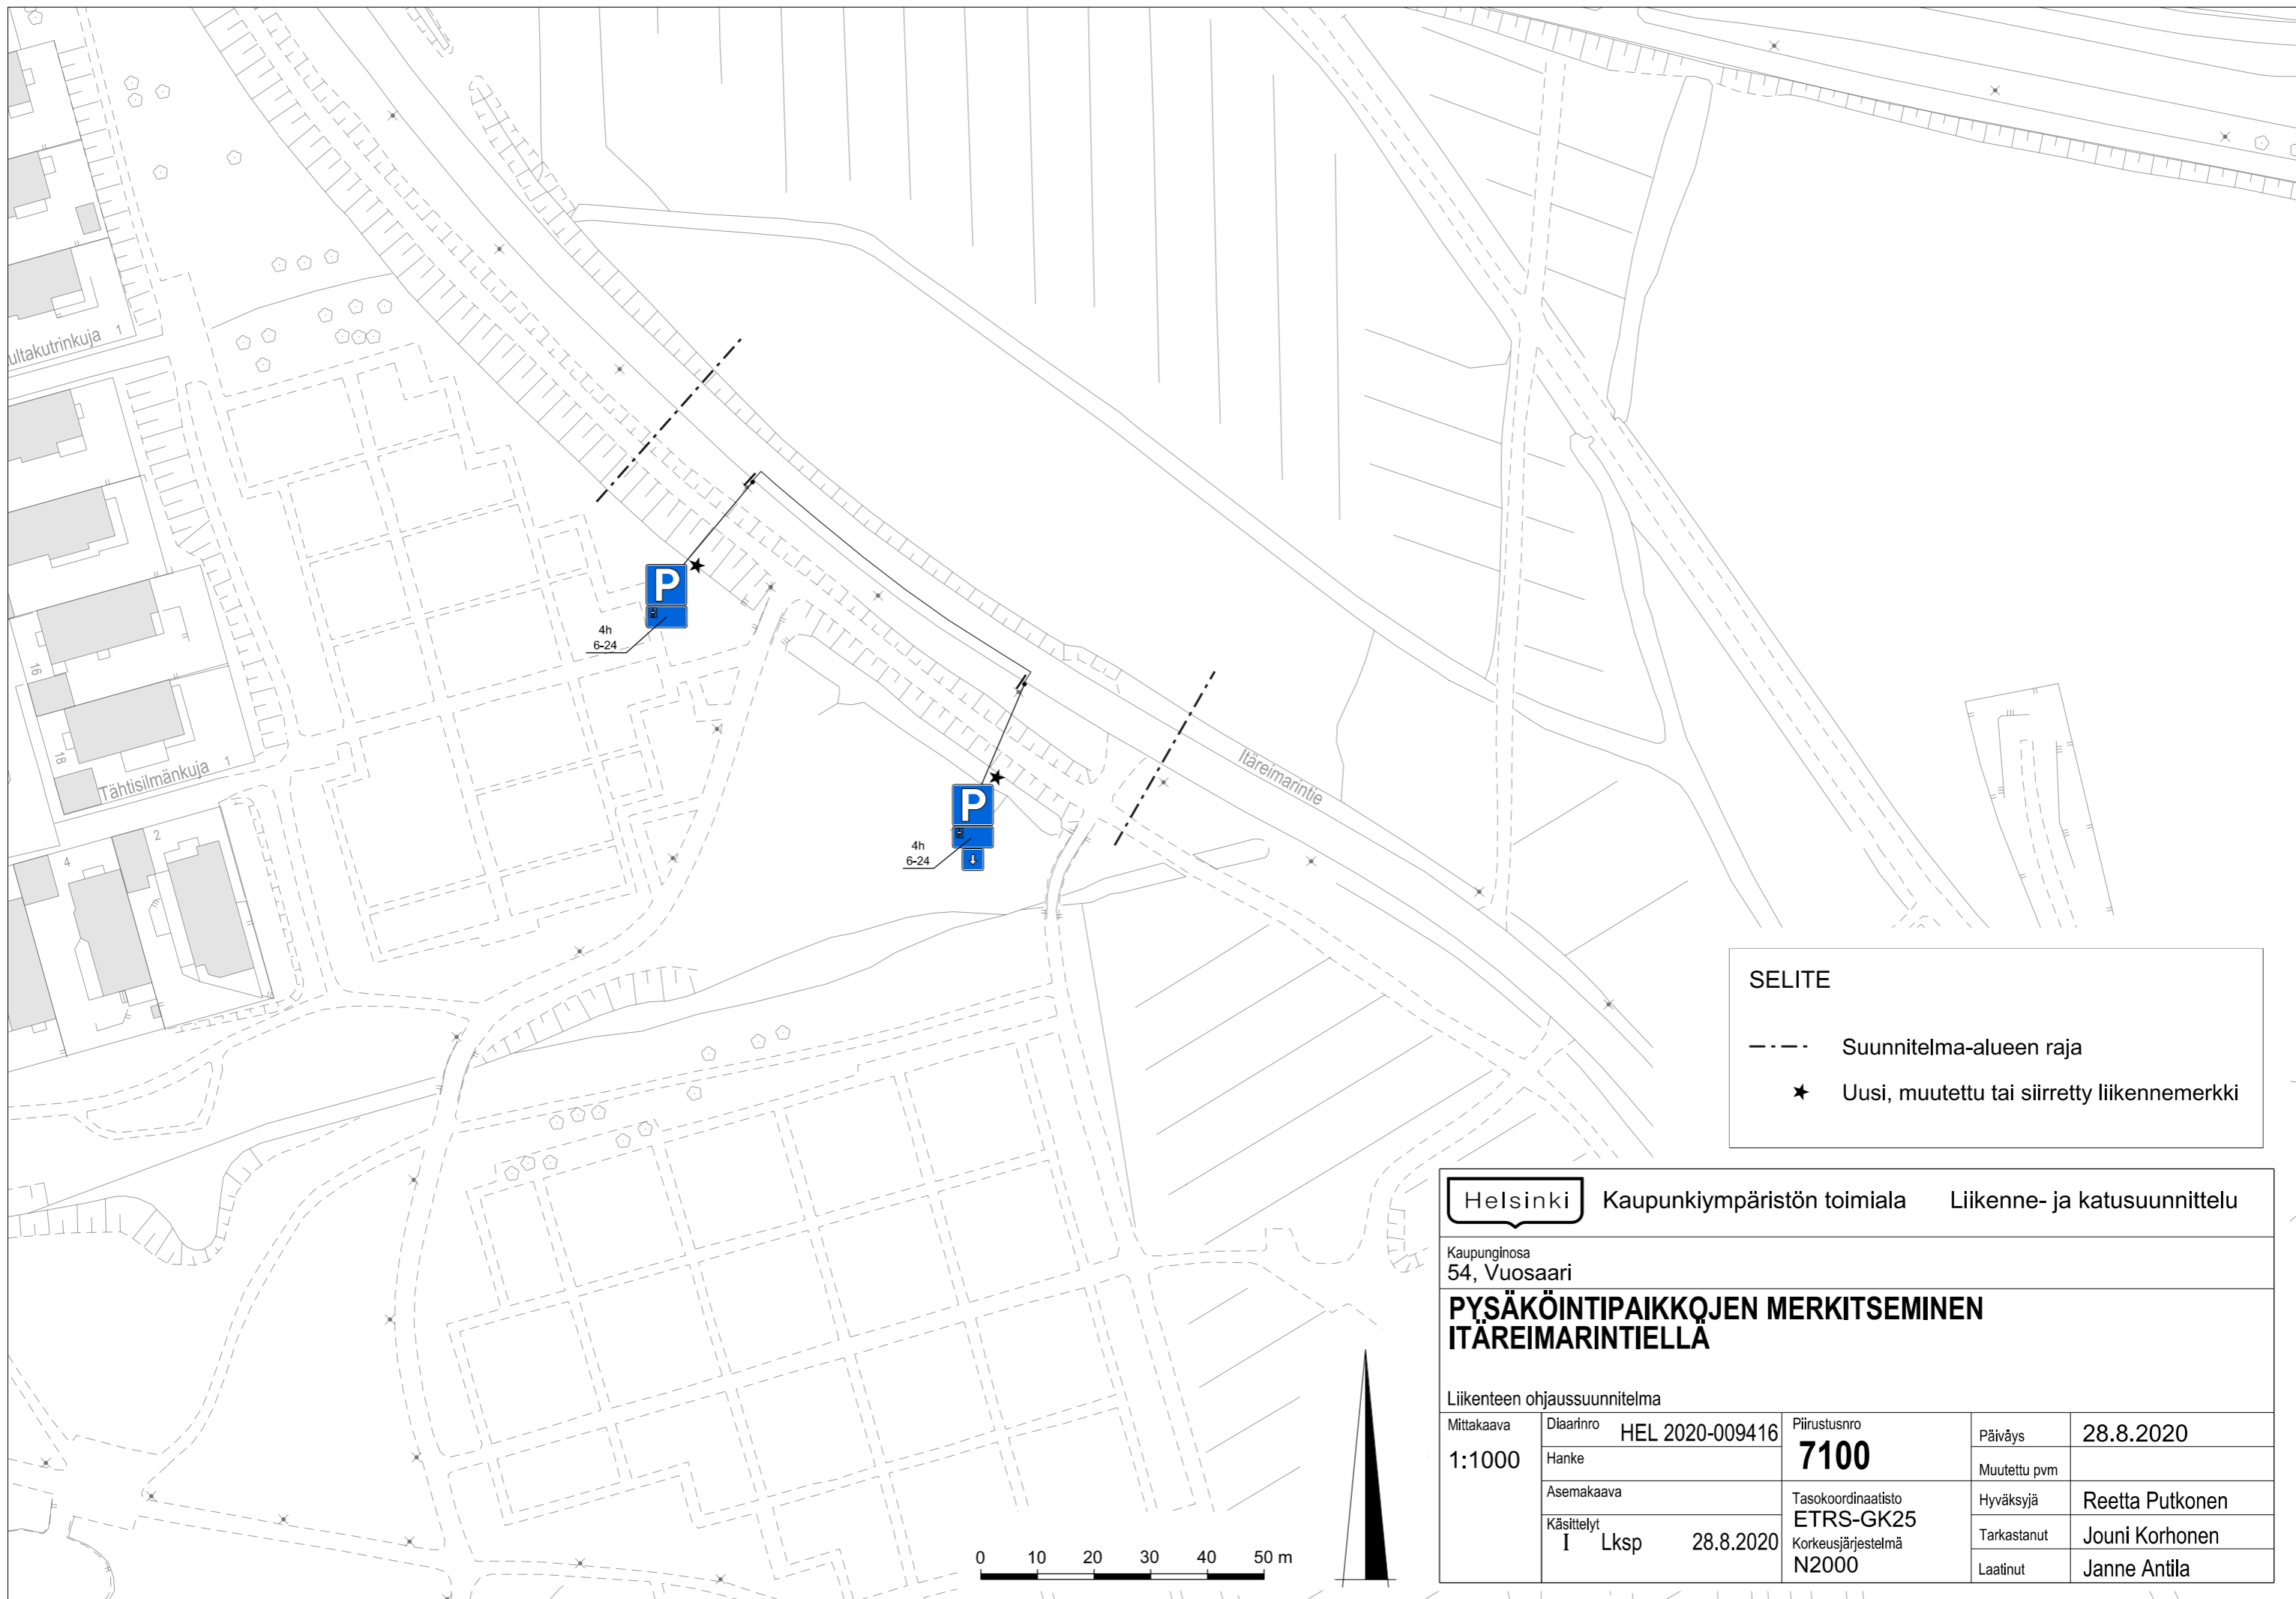 ultakutrinkuja 1
16
18
Tähtisilmänkuja 1
4
2
P
4h
6-24
P
4h
6-24
Itäreimarintie
SELITE
Suunnitelma-alueen raja
Uusi, muutettu tai siirretty liikennemerkki
Helsinki Kaupunkiympäristön toimiala Liikenne- ja katusuunnittelu
Kaupunginosa
54, Vuosaari
PYSÄKÖINTIPAIKKOJEN MERKITSEMINEN
ITÄREIMARINTIELLÄ
Liikenteen ohjaussuunnitelma
Mittakaava
1:1000
Diaarinro HEL 2020-009416
Hanke
Asemakaava
Käsittelyt
I Lksp 28.8.2020
Piirustusnro
7100
Tasokoordinaatisto
ETRS-GK25
Korkeusjärjestelmä
N2000
Päiväys 28.8.2020
Muutettu pvm
Hyväksyjä Reetta Putkonen
Tarkastanut Jouni Korhonen
Laatinut Janne Antila
0 10 20 30 40 50 m